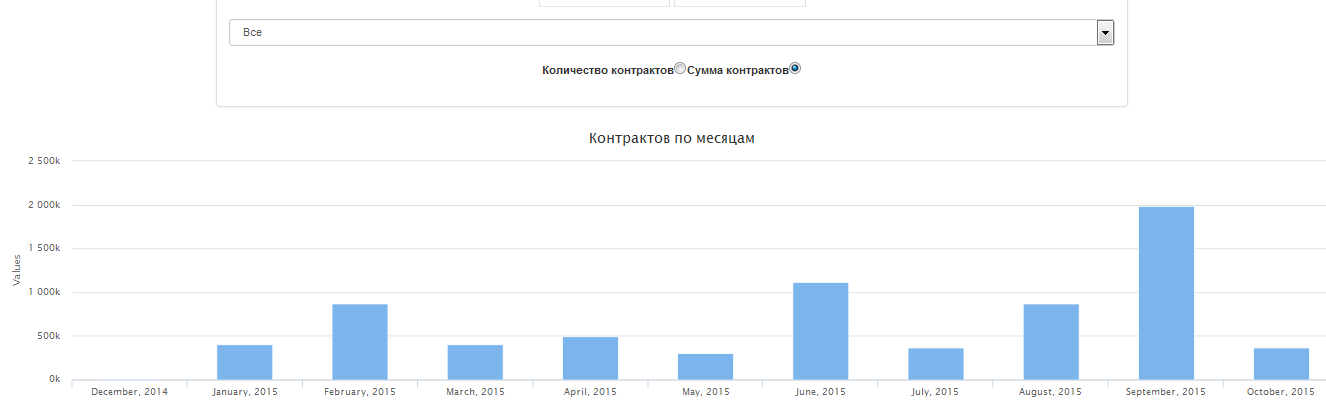 Все
Количество контрактов Сумма контрактов
Контрактов по месяцам
2 500k
2 000k
1 500k
1 000k
500k
0k
Values
December, 2014 January, 2015 February, 2015 March, 2015 April, 2015 May, 2015 June, 2015 July, 2015 August, 2015 September, 2015 October, 2015